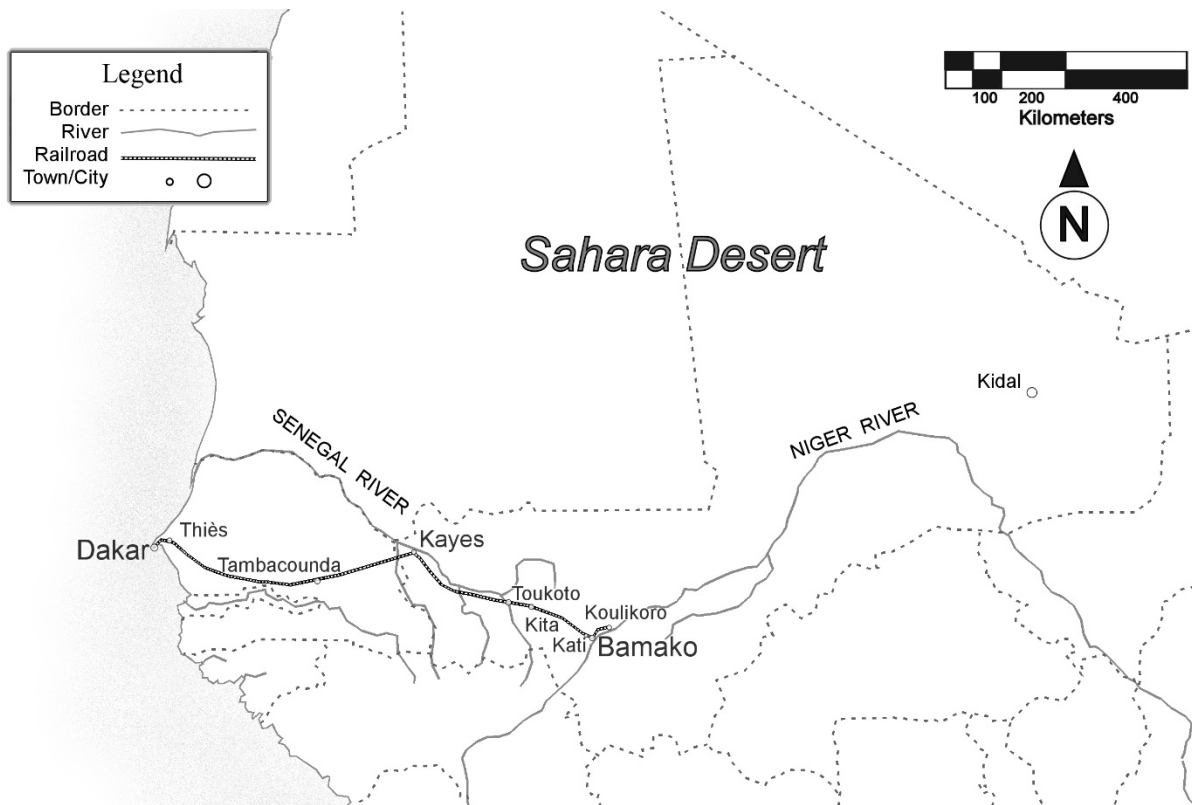 Legend
Border
River
Railroad
Town/City
100 200 400
Kilometers
N
Sahara Desert
Kidal
NIGER RIVER
SENEGAL RIVER
Thiès
Dakar
Kayes
Tambacounda
Toukoto
Koulikoro
Kita
Kati
Bamako